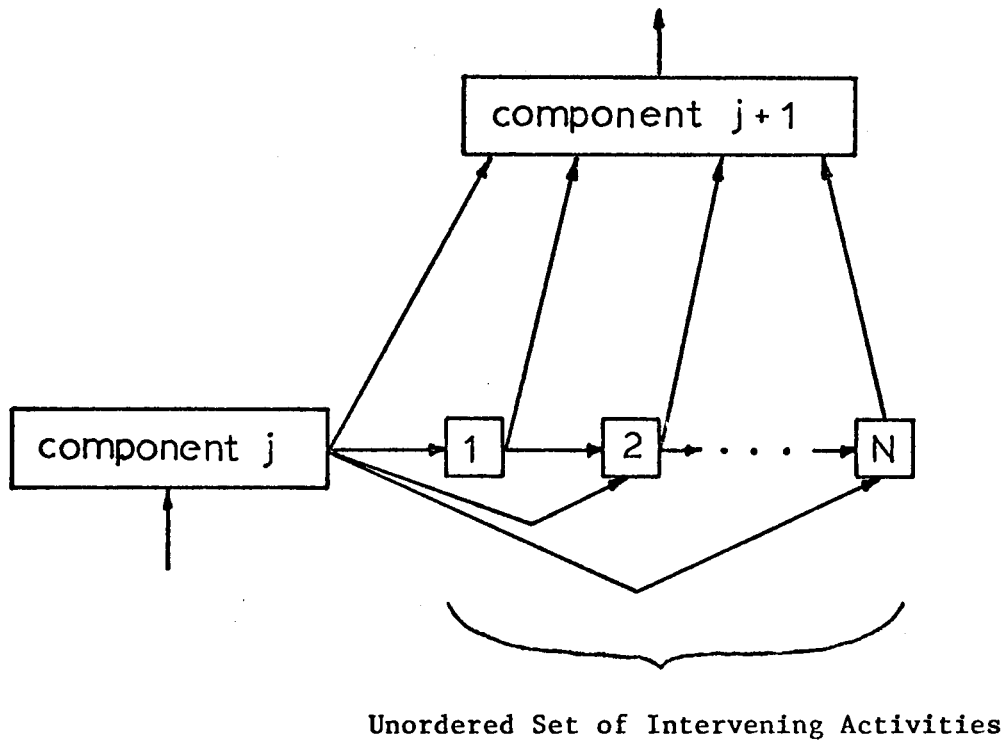 component j+1
component j
1
2
. . .
N
Unordered Set of Intervening Activities